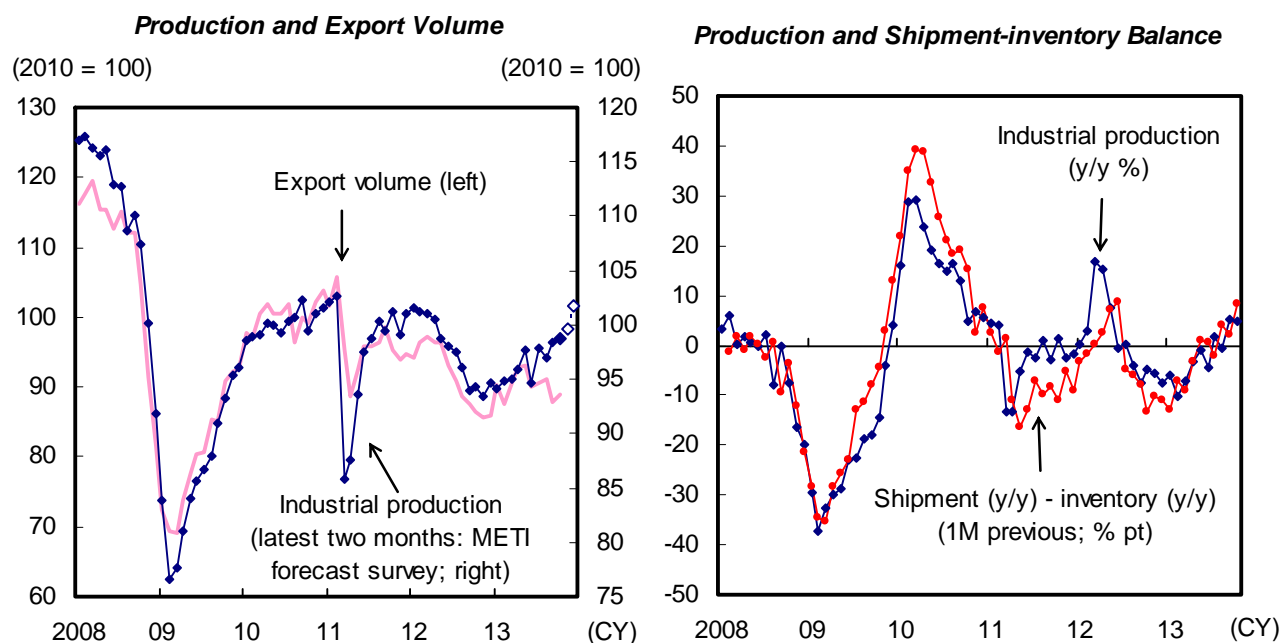 Production and Export Volume
(2010 = 100)
(2010 = 100)
130
120
110
100
90
80
70
60
120
115
110
105
100
95
90
85
80
75
Export volume (left)
Industrial production
(latest two months: METI
forecast survey; right)
2008
09
10
11
12
13
(CY)
Production and Shipment-inventory Balance
50
40
30
20
10
0
-10
-20
-30
-40
-50
Industrial production
(y/y %)
Shipment (y/y) - inventory (y/y)
(1M previous; % pt)
2008
09
10
11
12
13
(CY)